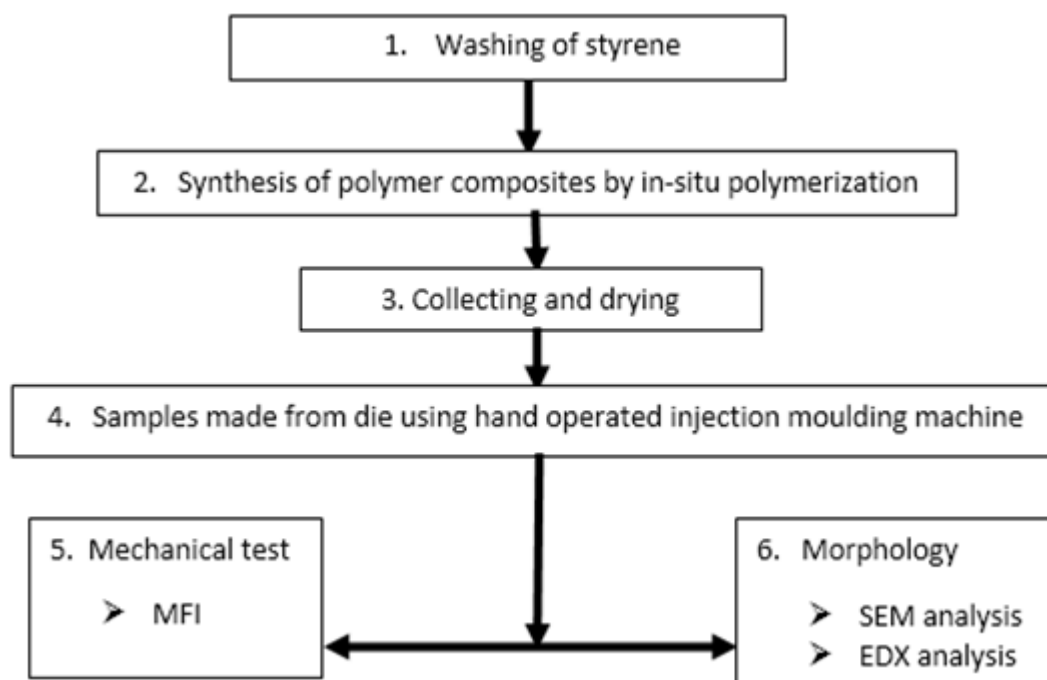 1. Washing of styrene
2. Synthesis of polymer composites by in-situ polymerization
3. Collecting and drying
4. Samples made from die using hand operated injection moulding machine
5. Mechanical test
➤ MFI
6. Morphology
➤ SEM analysis
➤ EDX analysis